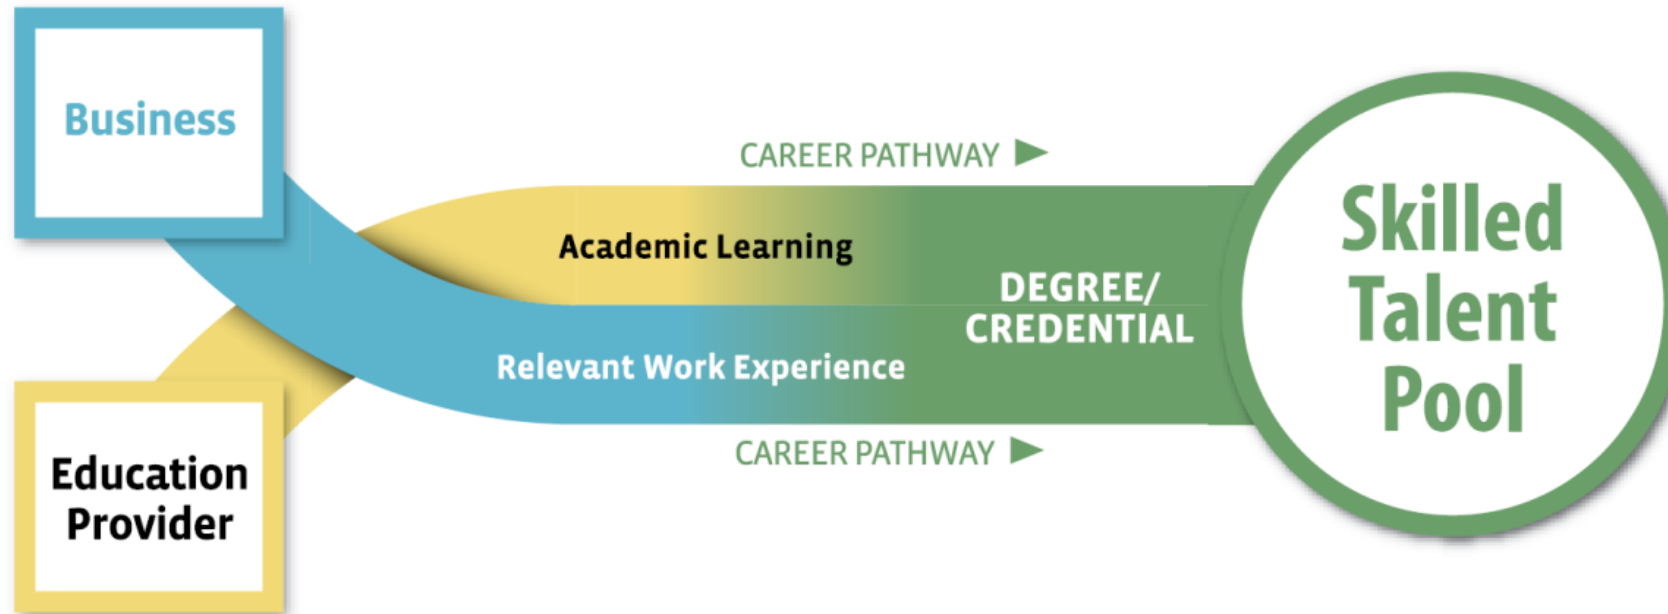 Business
CAREER PATHWAY
Academic Learning
DEGREE/
CREDENTIAL
Relevant Work Experience
CAREER PATHWAY
Education
Provider
Skilled
Talent
Pool